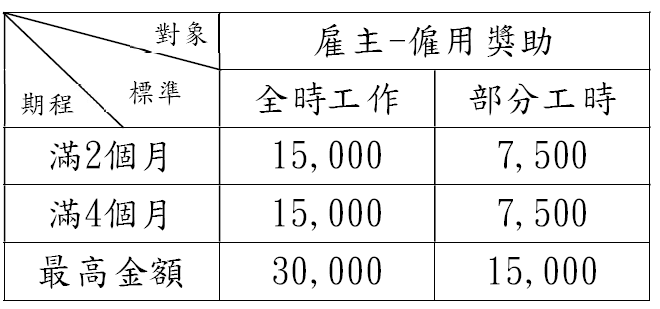 對象 雇主-僱用獎助
期程 標準 全時工作 部分工時
滿2個月 15,000 7,500
滿4個月 15,000 7,500
最高金額 30,000 15,000